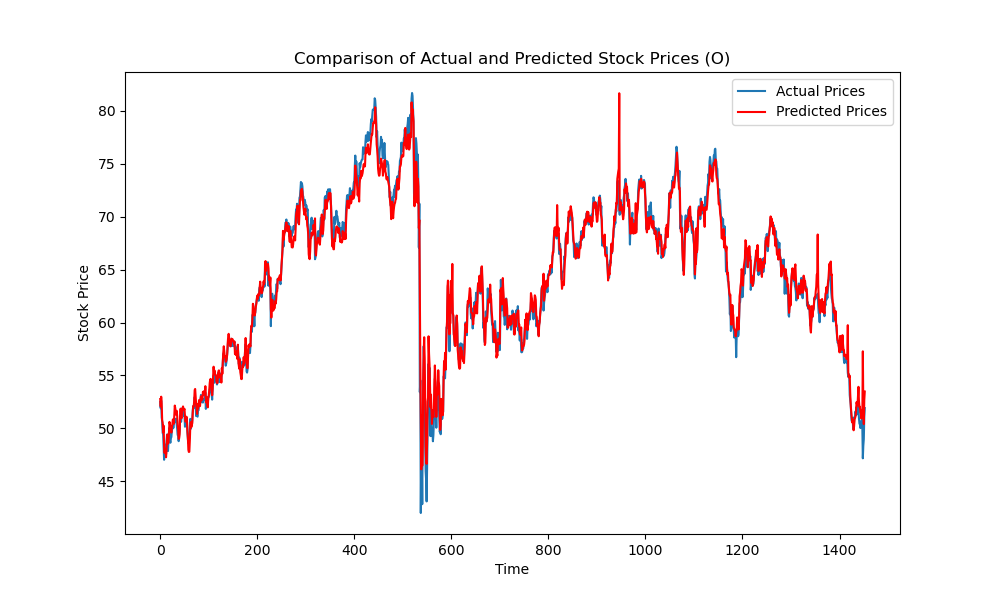 Comparison of Actual and Predicted Stock Prices (O)
Actual Prices
Predicted Prices
Stock Price
80
75
70
65
60
55
50
45
0 200 400 600 800 1000 1200 1400
Time